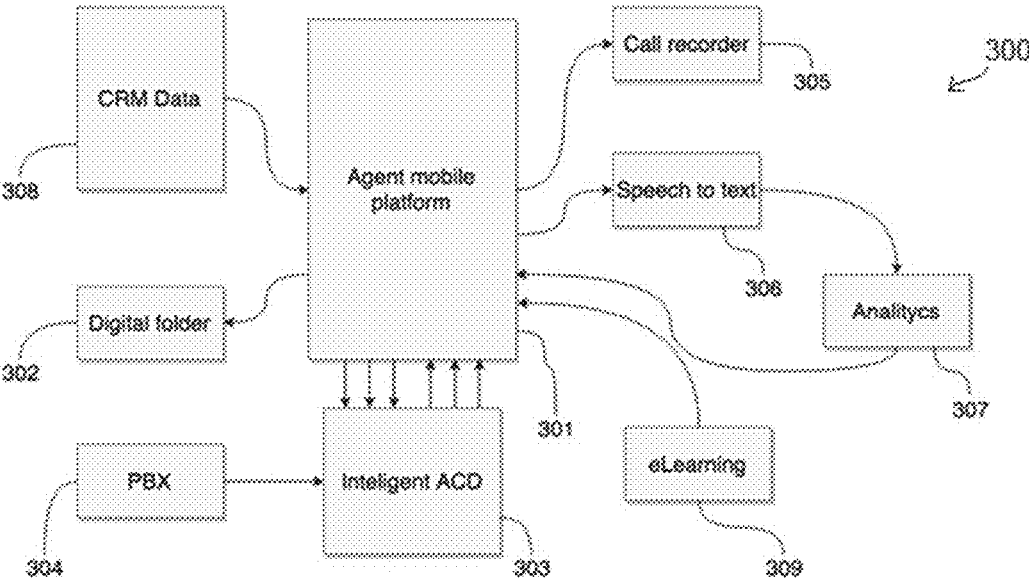 Call recorder
300
305
CRM Data
Agent mobile
platform
308
Speech to text
306
Analitycs
Digital folder
302
307
301
PBX
Inteligent ACD
eLearning
304
303
309